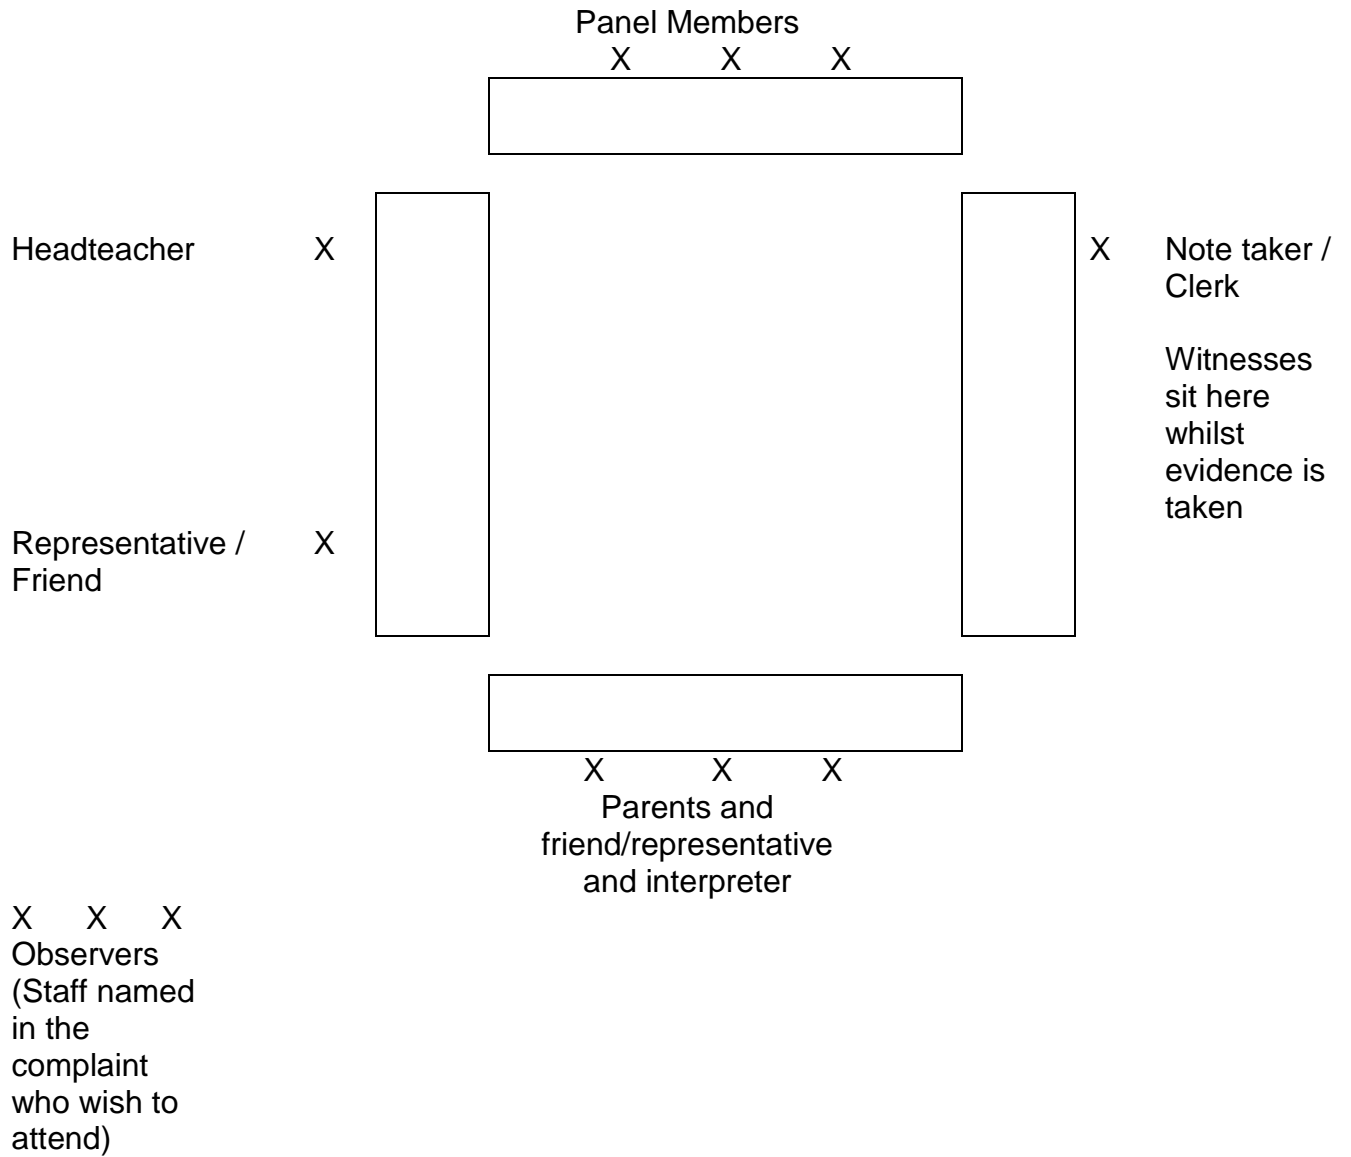 Panel Members
X X X
Headteacher X
X Note taker /
Clerk
Witnesses
sit here
whilst
evidence is
taken
Representative / X
Friend
X X X
Parents and
friend/representative
and interpreter
X X X
Observers
(Staff named
in the
complaint
who wish to
attend)